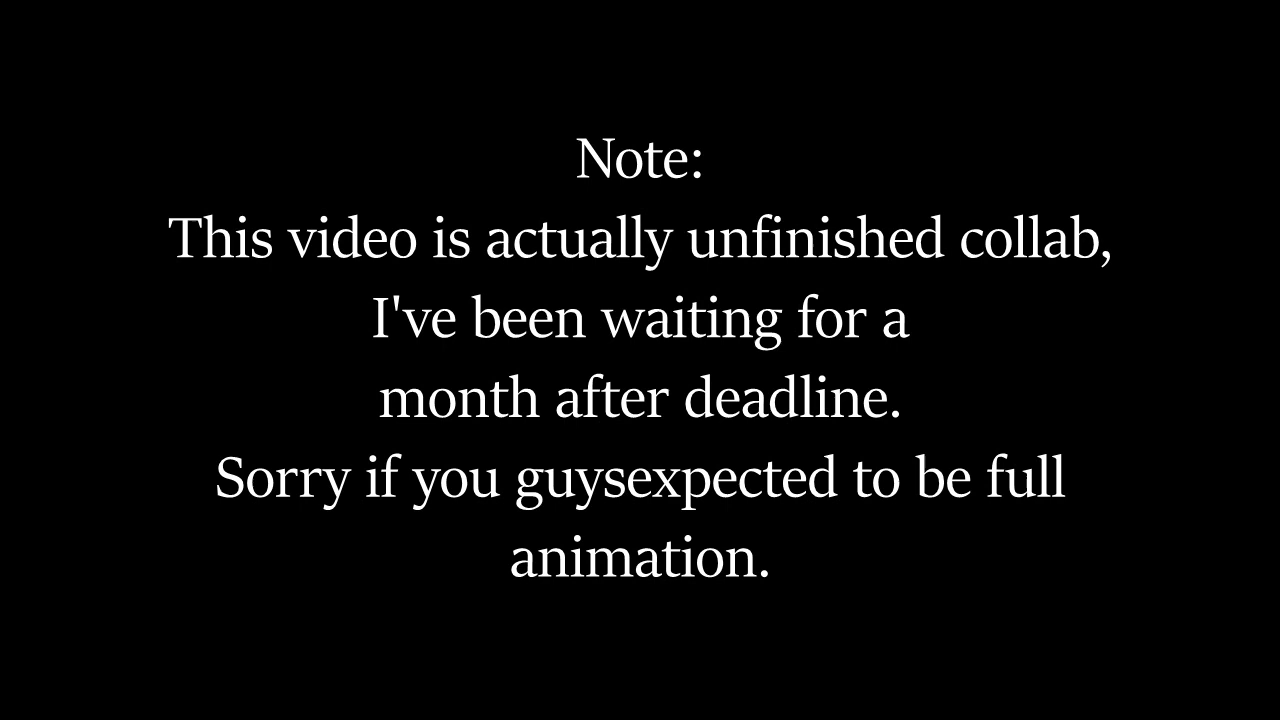 Note:
This video is actually unfinished collab,
I've been waiting for a
month after deadline.
Sorry if you guysexpected to be full
animation.